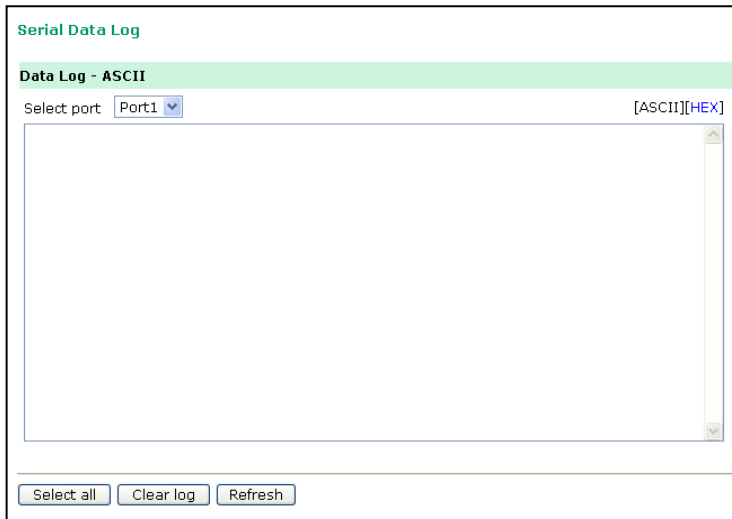 Serial Data Log
Data Log - ASCII
Select port Port1 [ASCII][HEX]
Select all Clear log Refresh